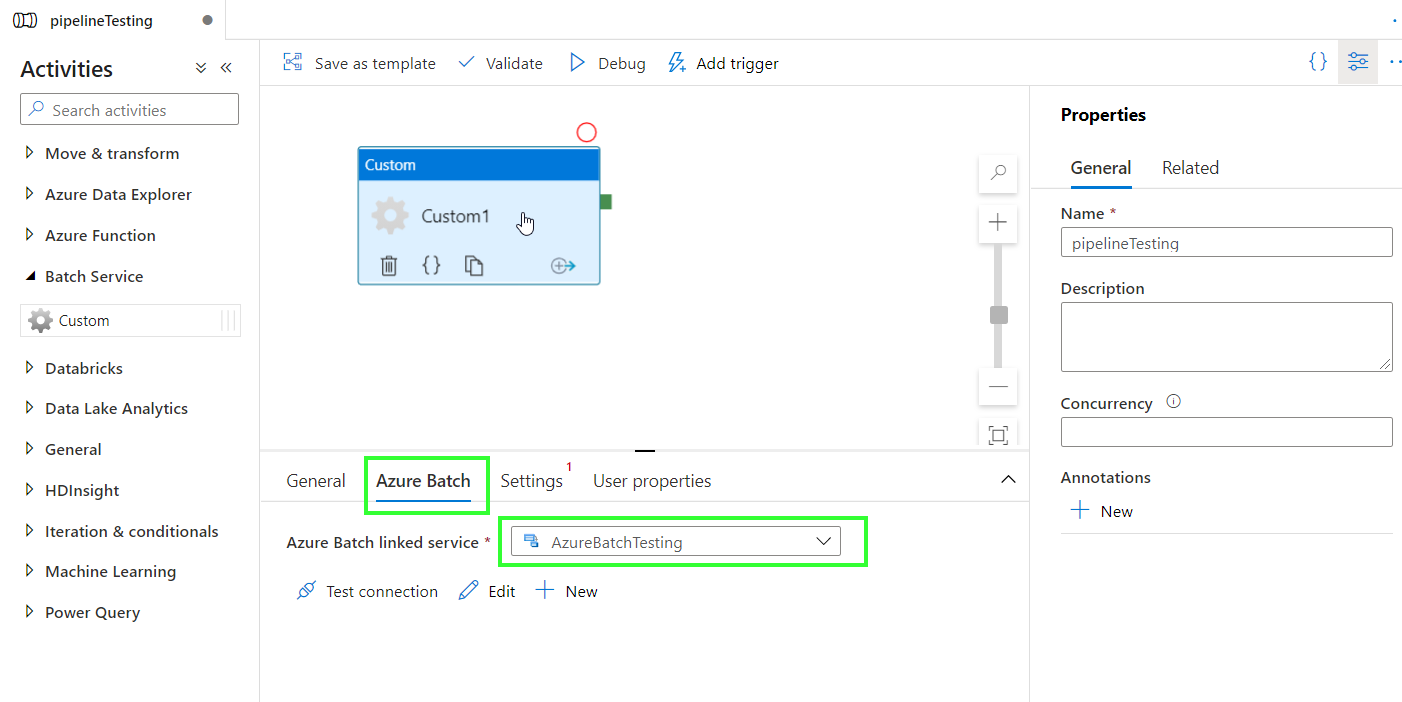 pipelineTesting
Activities
Search activities
Move & transform
Azure Data Explorer
Azure Function
Batch Service
Custom
Databricks
Data Lake Analytics
General
HDInsight
Iteration & conditionals
Machine Learning
Power Query
Save as template Validate Debug Add trigger
Custom
Custom1
{}
General Azure Batch Settings 1 User properties
Azure Batch linked service * AzureBatchTesting
Test connection Edit New
{}
Properties
General Related
Name *
pipelineTesting
Description
Concurrency
Annotations
New